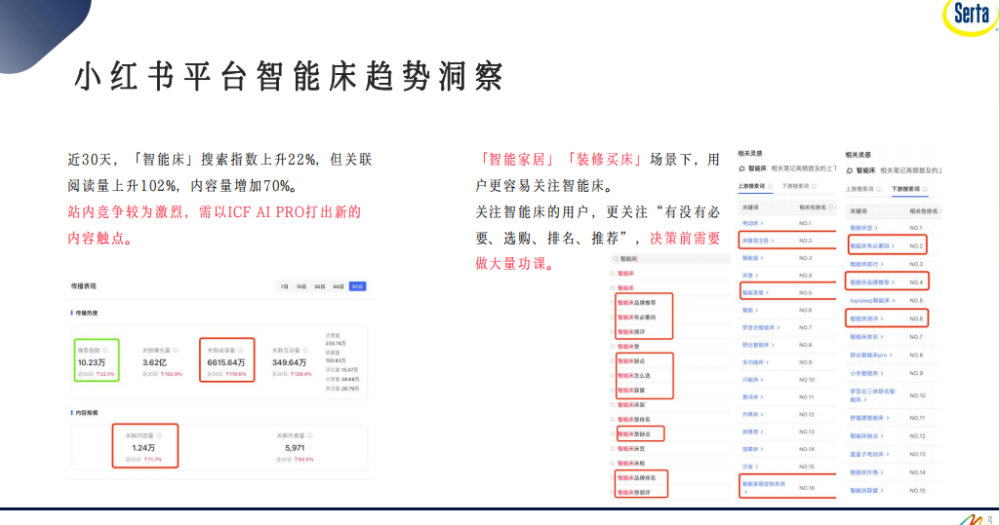 Serta
小红书平台智能床趋势洞察
近30天，「智能床」搜索指数上升22%，但关联
阅读量上升102%，内容量增加70%。
站内竞争较为激烈，需以ICF AI PRO打出新的
内容触点。
「智能家居」「装修买床」场景下，用
户更容易关注智能床。
关注智能床的用户，更关注“有没有必
要、选购、排名、推荐”，决策前需要
做大量功课。
传播表现
7日 15日 30日 60日 90日
传播热度
搜索指数
10.23万
近30日 ↑22.1%
关联曝光量
3.62亿
近30日 ↑102.9%
关联阅读量
6615.64万
近30日 ↑110.6%
关联互动量
349.64万
近30日 ↑129.4%
点赞量
233.74万
收藏量
100.83万
评论量 15.07万
分享量 39.68万
关注量 26.79万
内容规模
关联内容量
1.24万
近30日 ↑71.7%
关联作者量
5,971
近30日 ↑62.5%
智能床
智能床
智能床
智能床品牌推荐
智能床有必要吗
智能床测评
智能床垫
智能床缺点
智能床怎么选
智能床踩雷
智能床床架
智能床垫排名
智能床垫缺点
智能床床笠
智能床床框
智能床品牌排名
智能床垫测评
相关灵感
智能床 相关笔记高频提及的上下
上游搜索词 下游搜索词
关键词 相关性排名
电动床 NO.1
床推荐主卧 NO.2
智能服 NO.3
床垫 NO.4
智能家居 NO.5
智能 NO.6
梦百合智能床 NO.7
舒达智能床 NO.8
多功能床 NO.9
NO.10
悬浮床 NO.11
升降床 NO.12
床推荐 NO.13
按摩床 NO.14
沙发 NO.15
智能家居控制系统 NO.16
相关灵感
智能床 相关笔记高频提及的上
上游搜索词 下游搜索词
关键词 相关性排名
智能床垫 NO.1
智能床有必要吗 NO.2
智能床排行 NO.3
智能床品牌推荐 NO.4
topsleep智能床 NO.5
智能床测评 NO.6
智能床排名 NO.7
舒达智能床pro NO.8
小米智能床 NO.9
梦百合三体联名智
能床 NO.10
舒福德智能床 NO.11
智能床缺点 NO.12
蓝盒子电动床 NO.13
智能床价格 NO.14
智能床踩雷 NO.15